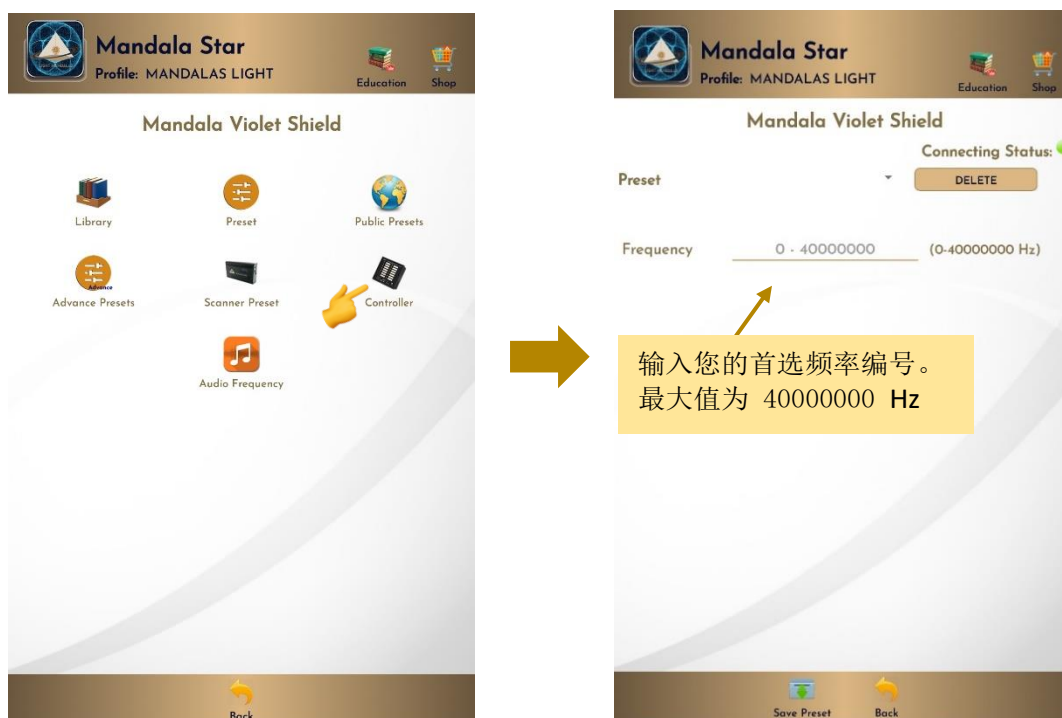 Mandala Star
Profile: MANDALAS LIGHT
Education
Shop
Mandala Violet Shield
Library
Preset
Public Presets
Advance
Advance Presets
Scanner Preset
Controller
Audio Frequency
Back
Mandala Star
Profile: MANDALAS LIGHT
Education
Shop
Mandala Violet Shield
Connecting Status:
Preset
DELETE
Frequency
0 - 40000000
(0-40000000 Hz)
输入您的首选频率编号。
最大值为 40000000 Hz
Save Preset
Back